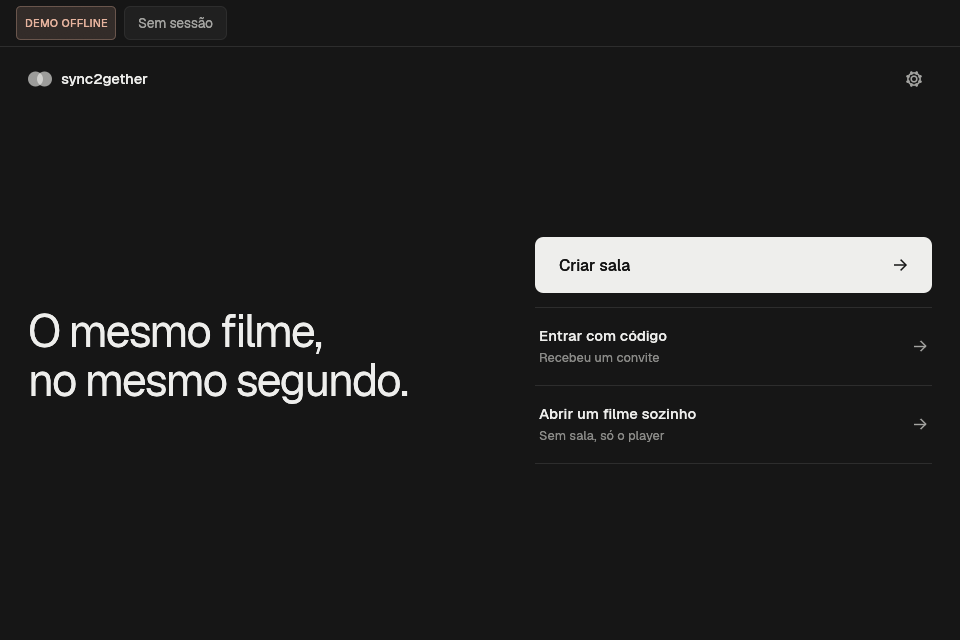 DEMO OFFLINE
Sem sessão
sync2gether
O mesmo filme,
no mesmo segundo.
Criar sala
Entrar com código
Recebeu um convite
Abrir um filme sozinho
Sem sala, só o player